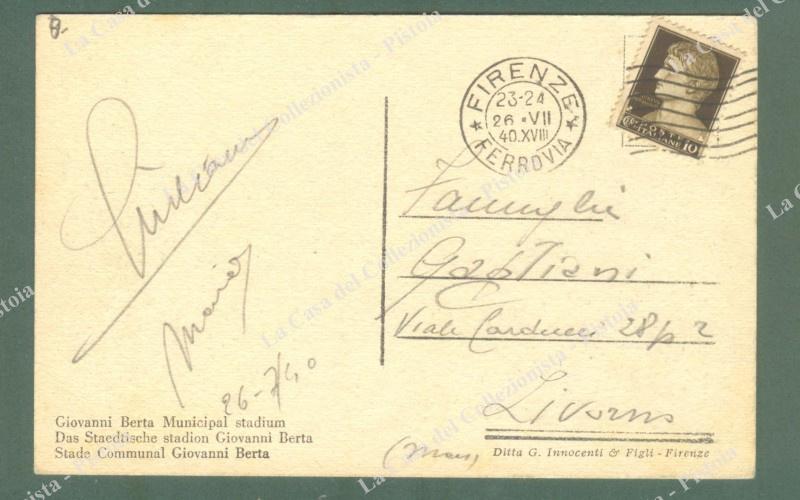 8-
FIRENZE
23-24
26 · VII
40.XVIII
FERROVIA
POSTE
ITALIANE 10
Famiglia
Viale Carducci 28 p 2
Livorno
Mario
26-7/40
Giovanni Berta Municipal stadium
Das Staedtische stadion Giovanni Berta
Stade Communal Giovanni Berta
Ditta G. Innocenti & Figli - Firenze
La Casa del Collezionista - Pistoia